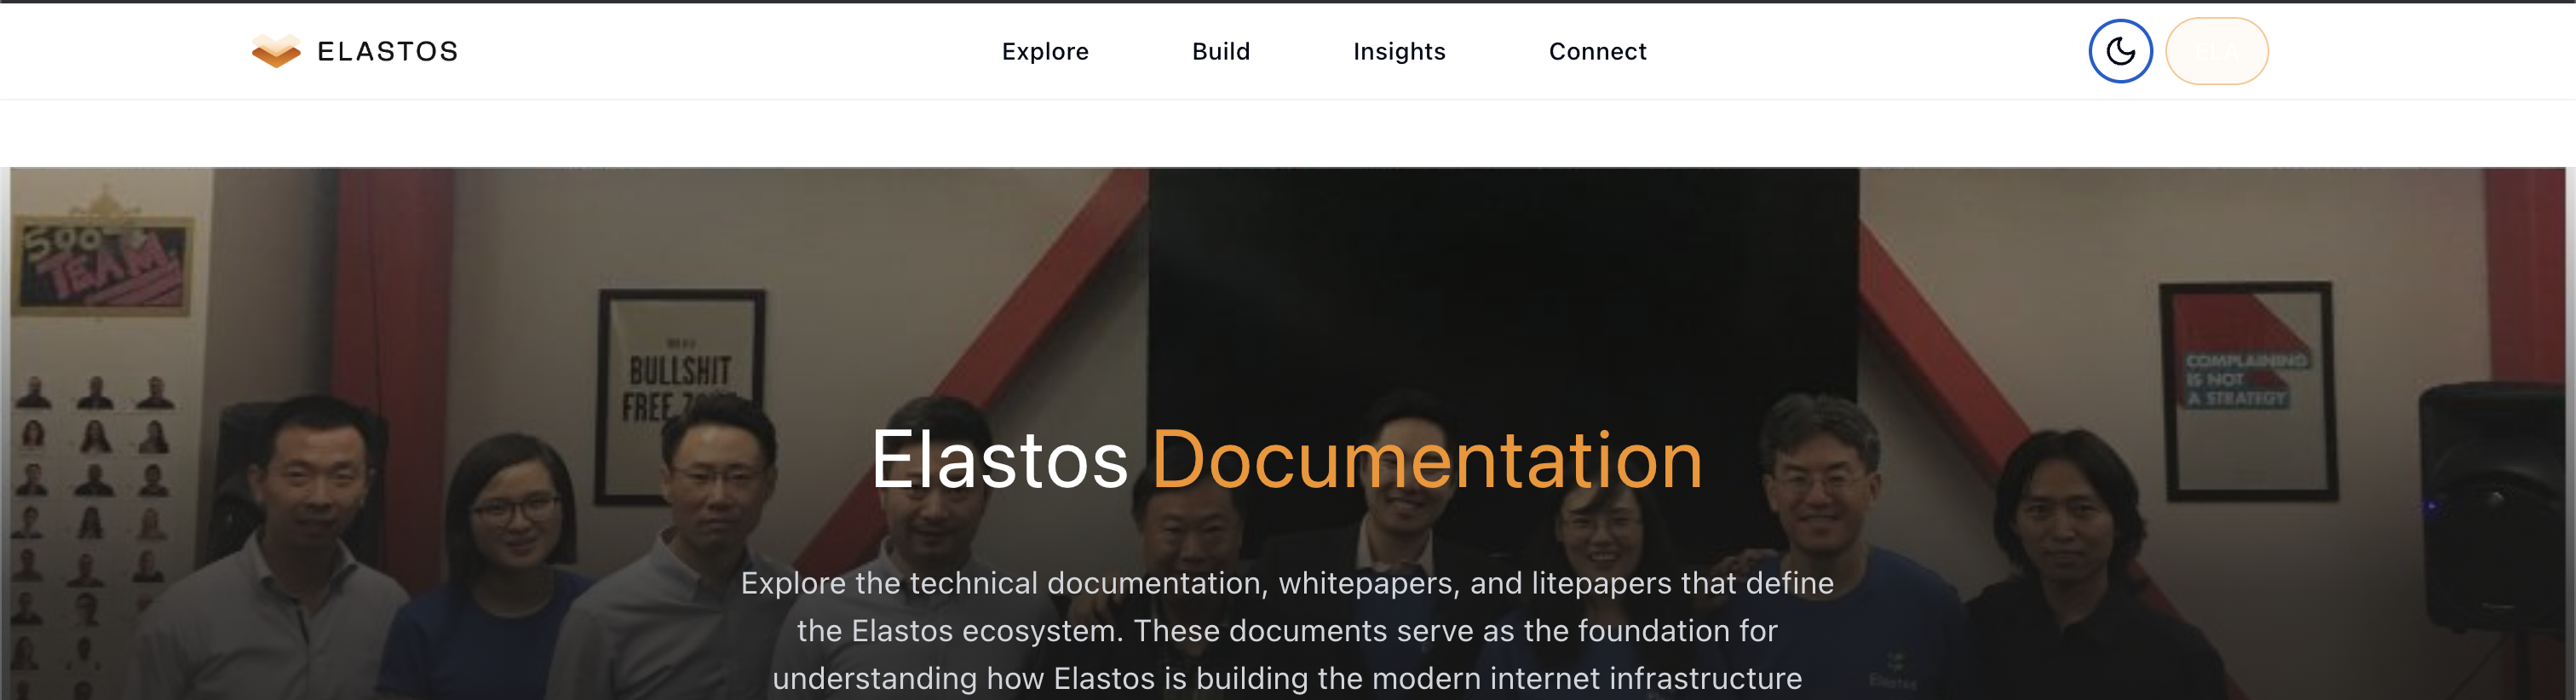 ELASTOS
Explore
Build
Insights
Connect
ELA
500
TEAM
BULLSHIT
FREE
COMPLAINING
IS NOT
A STRATEGY
Elastos Documentation
Explore the technical documentation, whitepapers, and litepapers that define
the Elastos ecosystem. These documents serve as the foundation for
understanding how Elastos is building the modern internet infrastructure
Elastos